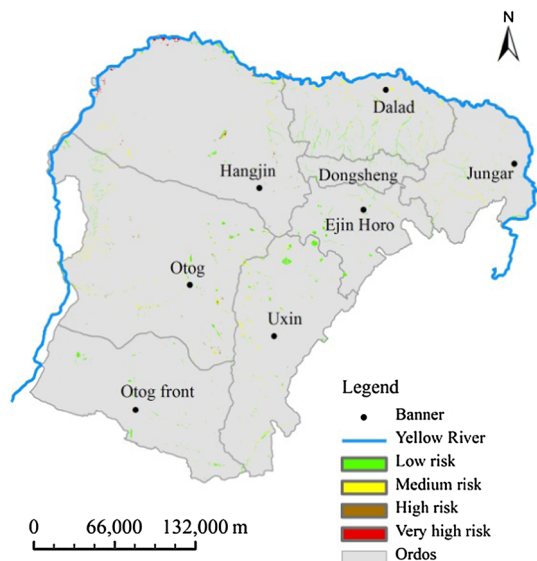 N
Dalad
Hangjin
Dongsheng
Jungar
Ejin Horo
Otog
Uxin
Otog front
Legend
Banner
Yellow River
Low risk
Medium risk
High risk
Very high risk
Ordos
0 66,000 132,000 m